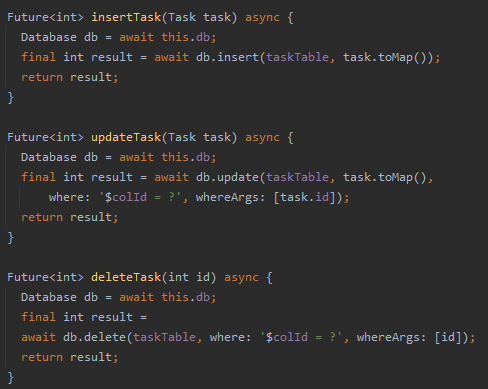 Future<int> insertTask(Task task) async {
Database db = await this.db;
final int result = await db.insert(taskTable, task.toMap());
return result;
}
Future<int> updateTask(Task task) async {
Database db = await this.db;
final int result = await db.update(taskTable, task.toMap(),
where: '$colId = ?', whereArgs: [task.id]);
return result;
}
Future<int> deleteTask(int id) async {
Database db = await this.db;
final int result =
await db.delete(taskTable, where: '$colId = ?', whereArgs: [id]);
return result;
}